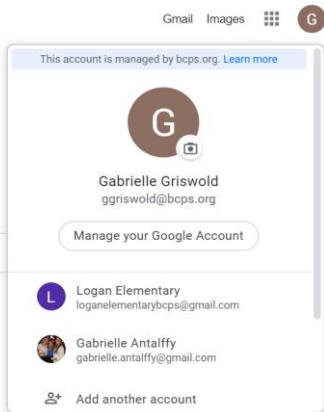 Gmail Images G
This account is managed by bcps.org. Learn more
G
Gabrielle Griswold
ggriswold@bcps.org
Manage your Google Account
L Logan Elementary
loganelementarybcps@gmail.com
Gabrielle Antalffy
gabrielle.antalffy@gmail.com
Add another account